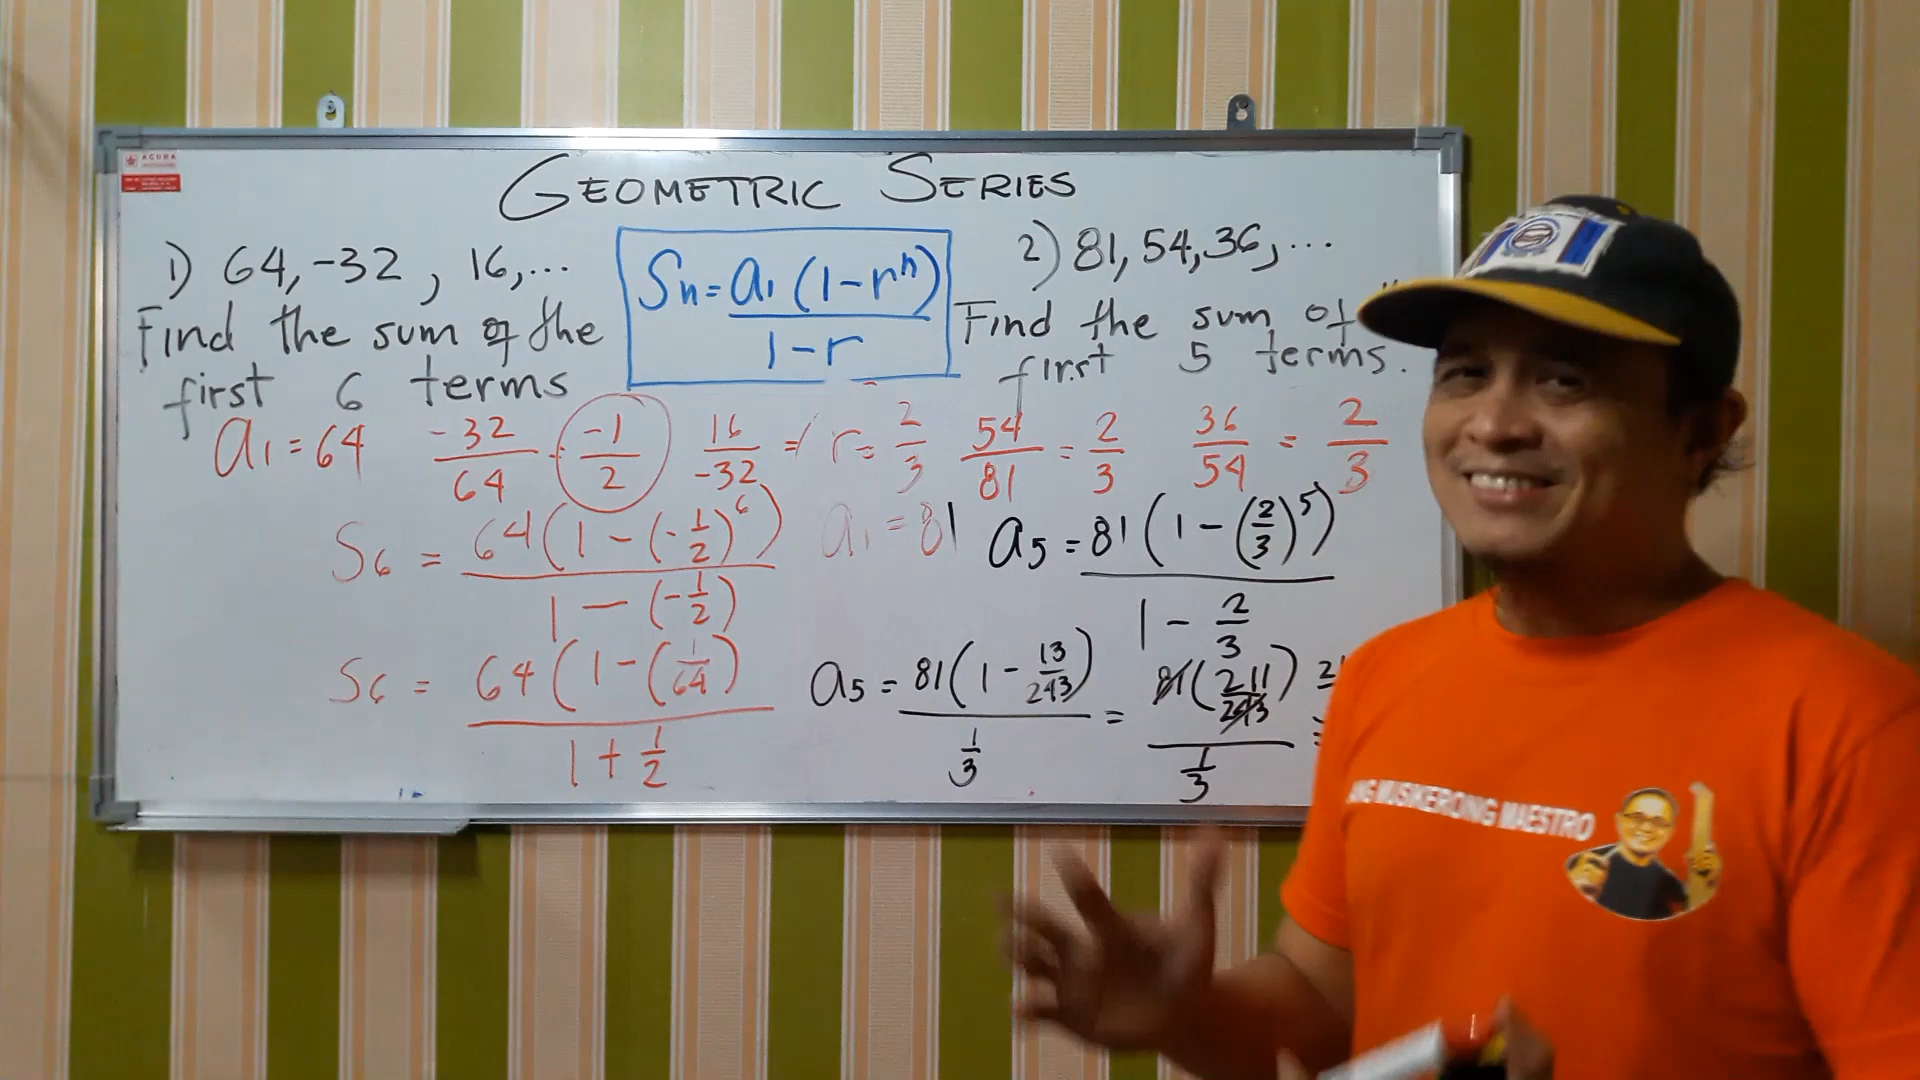 GEOMETRIC SERIES
1) 64, -32, 16,...
Find the sum of the
first 6 terms
Sn = a1 (1 - r^n) / 1 - r
2) 81, 54, 36, ...
Find the sum of
first 5 terms.
a1 = 64 -32/64 -1/2 16/-32 =
r = 2/3 54/81 = 2/3 36/54 = 2/3
S6 = 64 (1 - (-1/2)^6) / 1 - (-1/2)
a1 = 81
a5 = 81 (1 - (2/3)^5) / 1 - 2/3
S6 = 64 (1 - (1/64) / 1 + 1/2
a5 = 81 (1 - 13/243) / 1/3 = 81 (211/243) / 1/3
MUSIKERONG MAESTRO
ACURA